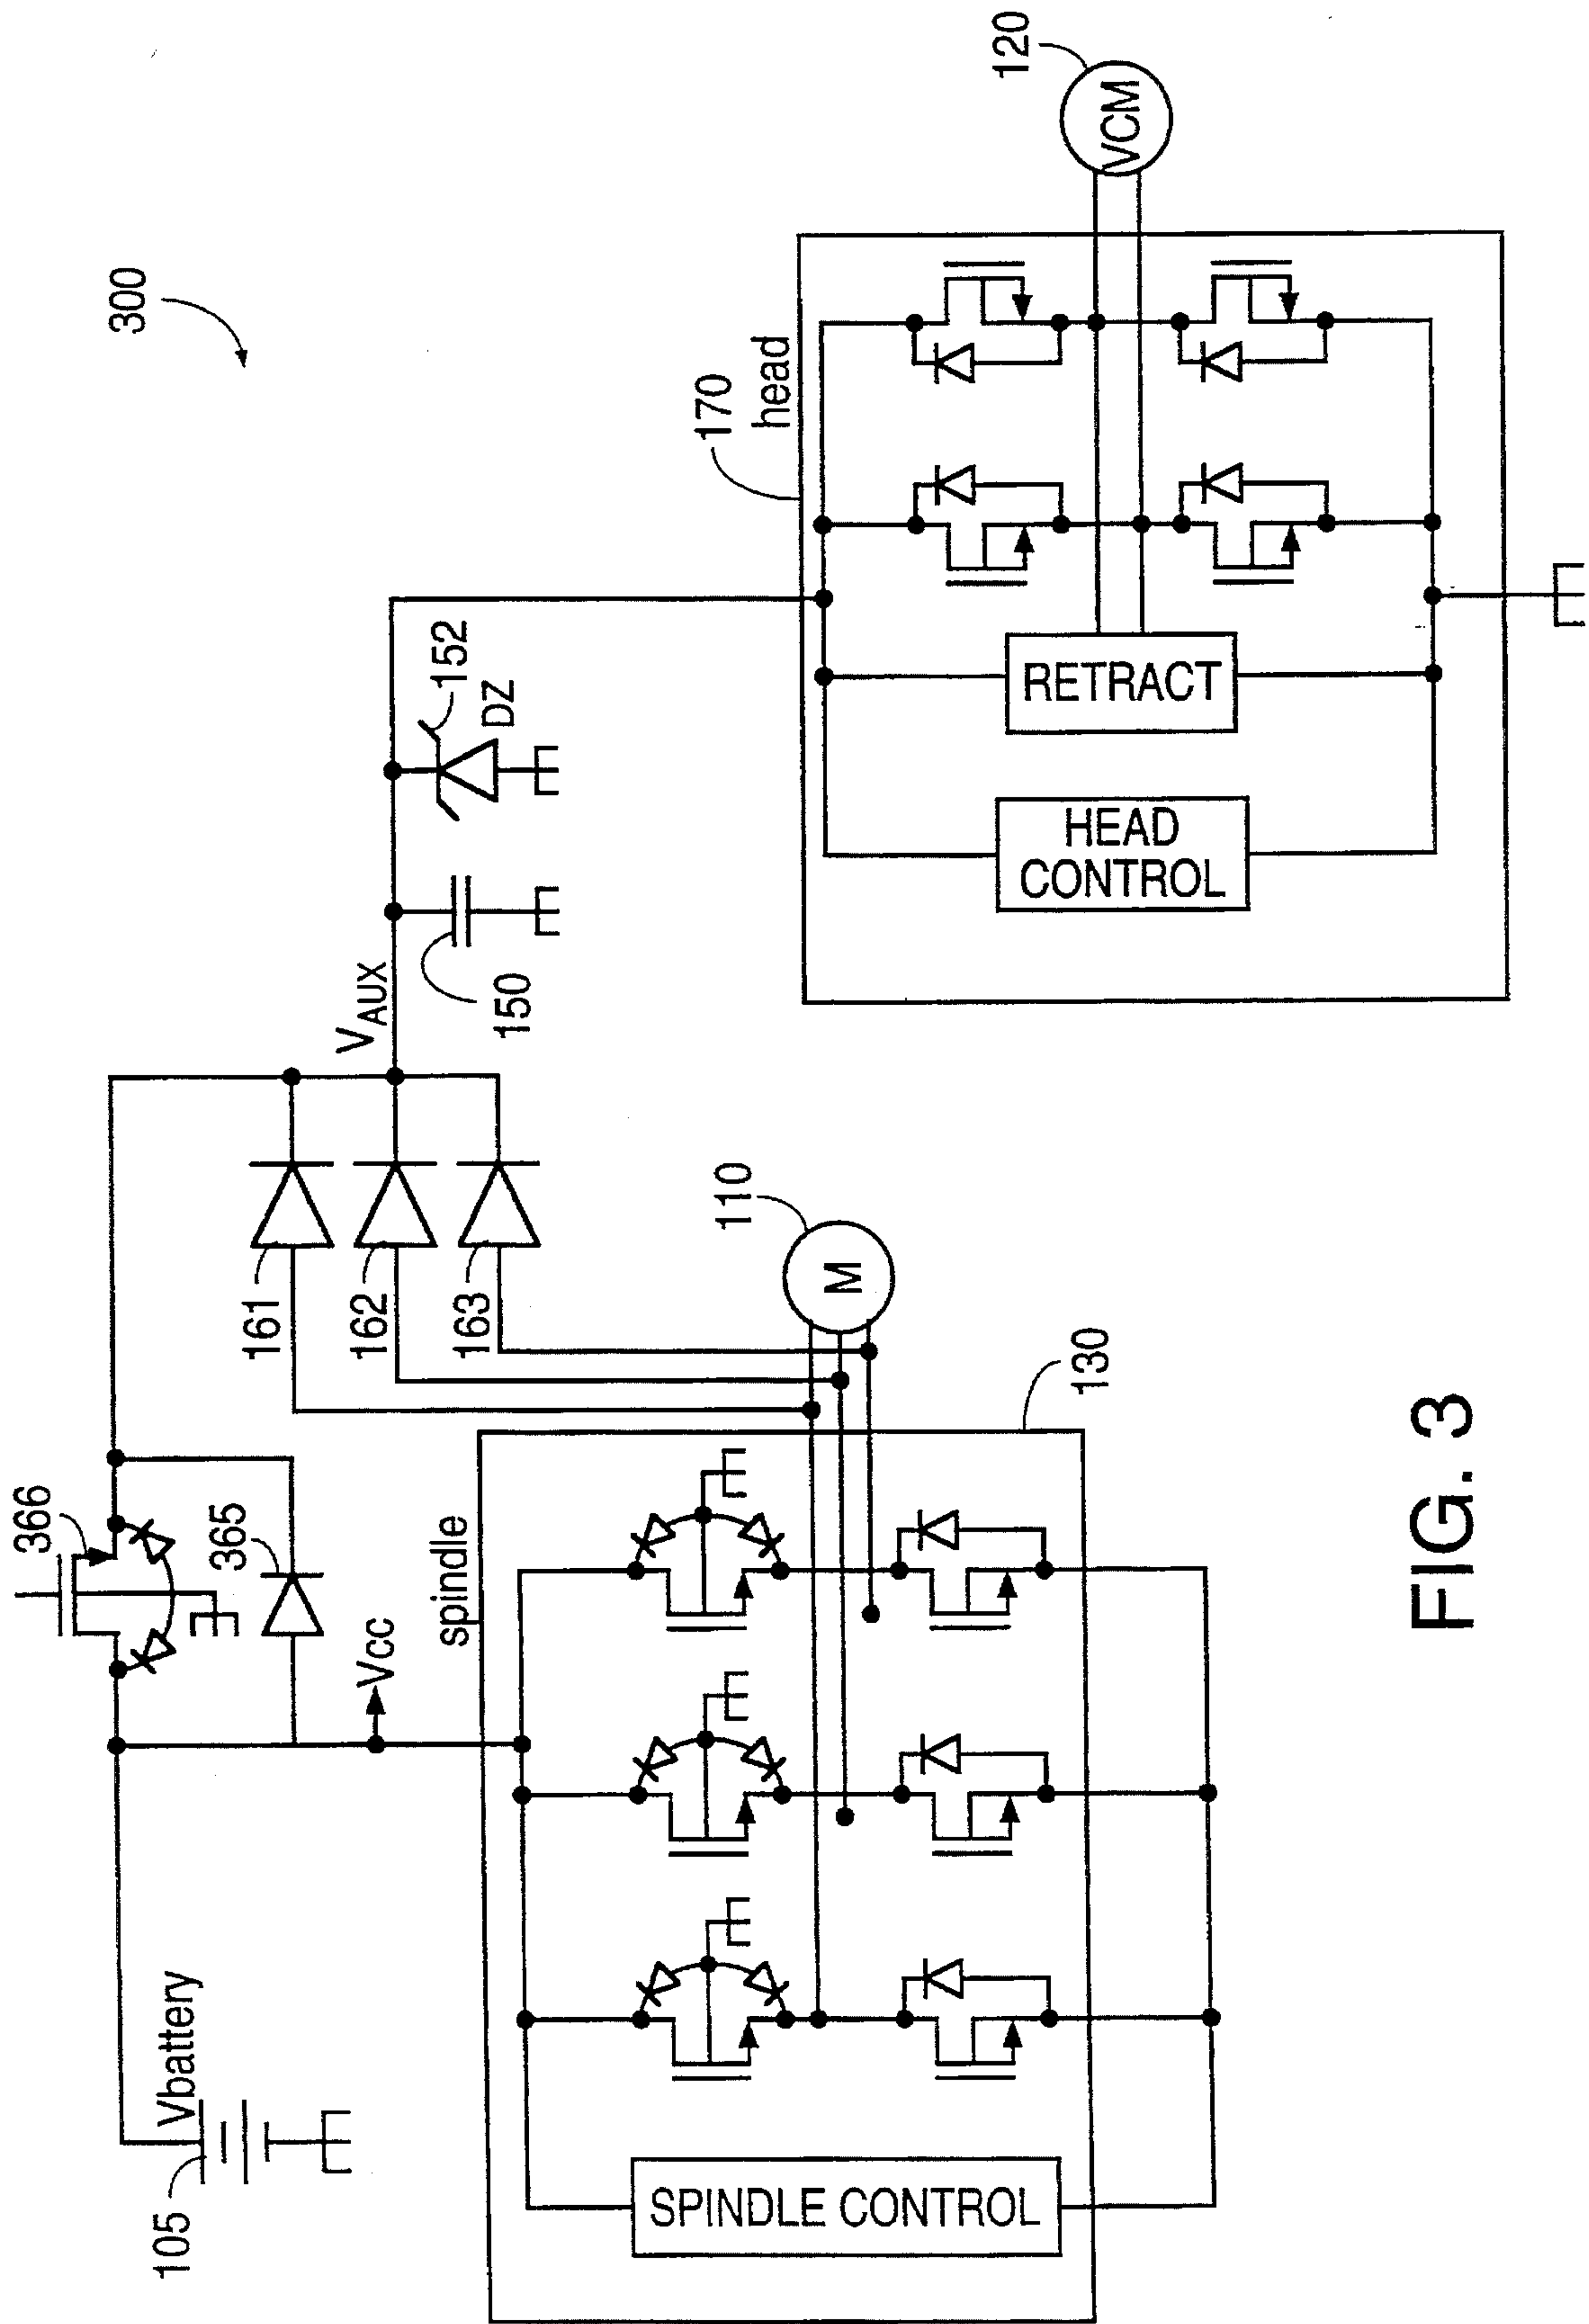 300
366
365
Vcc
Vbattery
105
spindle
SPINDLE CONTROL
130
161
162
163
110
M
VAUX
150
152
DZ
170
head
HEAD
CONTROL
RETRACT
120
VCM
FIG. 3